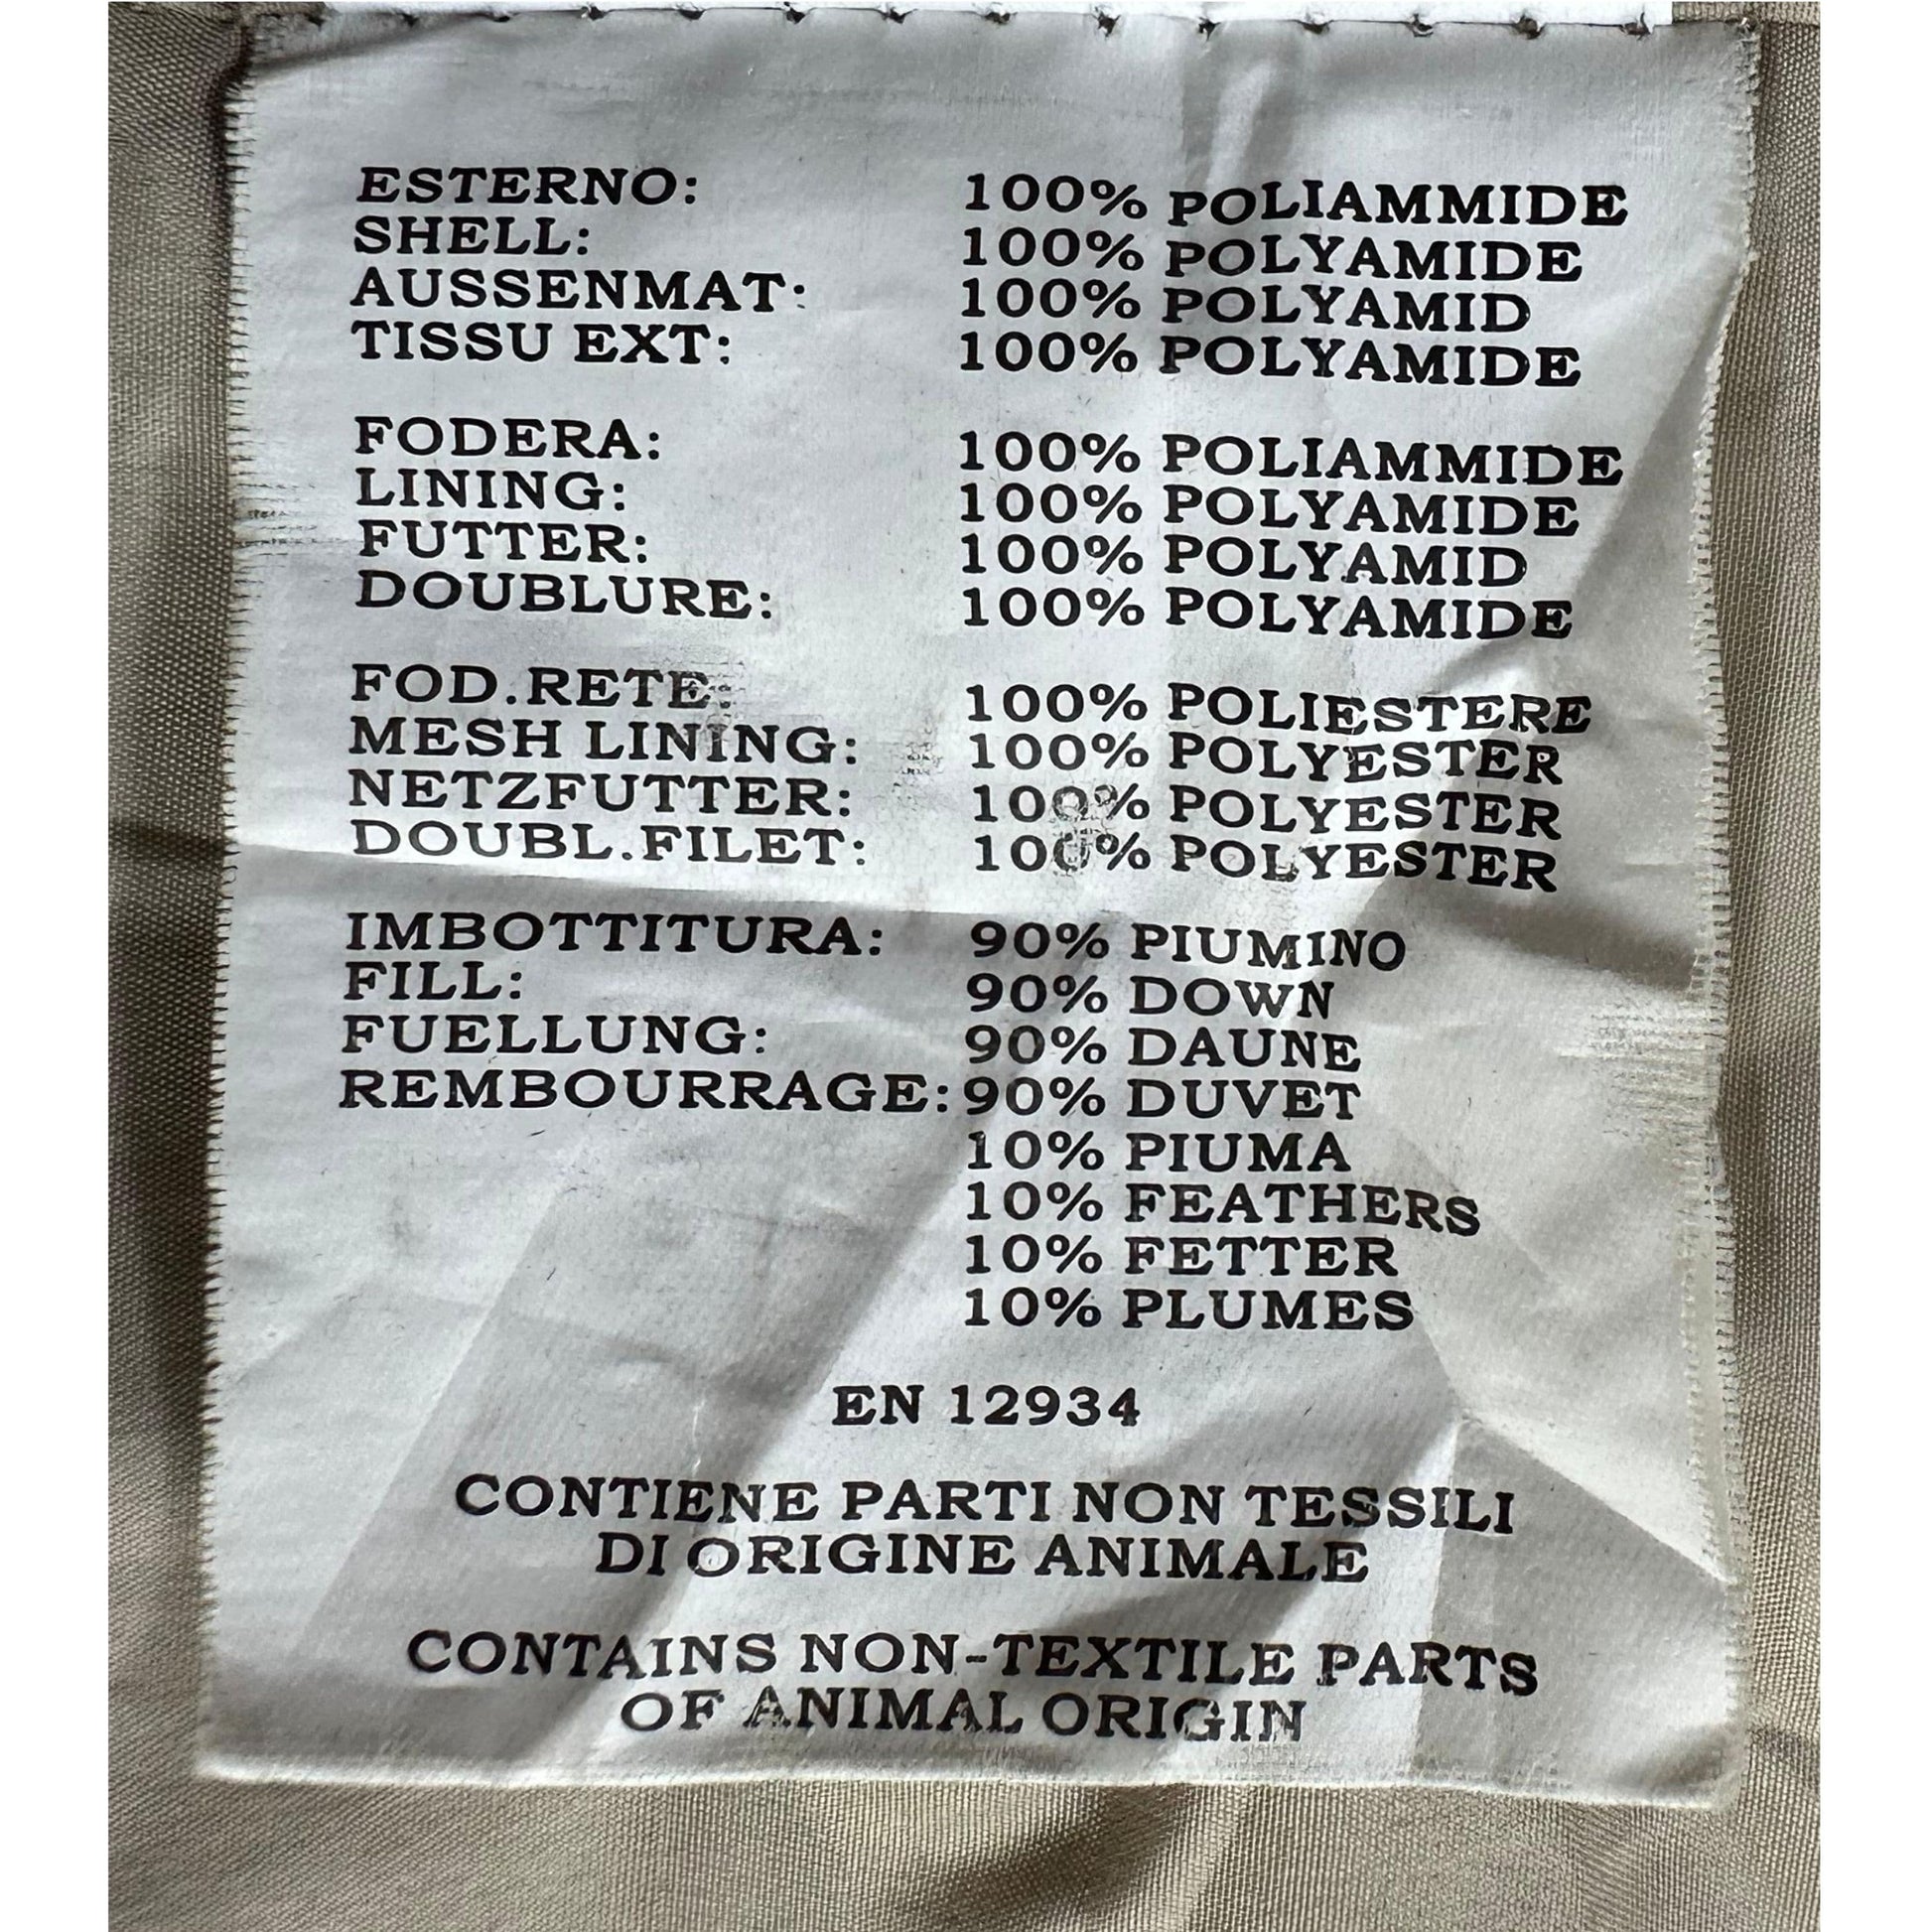 ESTERNO: 100% POLIAMMIDE
SHELL: 100% POLYAMIDE
AUSSENMAT: 100% POLYAMID
TISSU EXT: 100% POLYAMIDE
FODERA: 100% POLIAMMIDE
LINING: 100% POLYAMIDE
FUTTER: 100% POLYAMID
DOUBLURE: 100% POLYAMIDE
FOD.RETE: 100% POLIESTERE
MESH LINING: 100% POLYESTER
NETZFUTTER: 100% POLYESTER
DOUBL.FILET: 100% POLYESTER
IMBOTTITURA: 90% PIUMINO
FILL: 90% DOWN
FUELLUNG: 90% DAUNE
REMBOURRAGE: 90% DUVET
10% PIUMA
10% FEATHERS
10% FETTER
10% PLUMES
EN 12934
CONTIENE PARTI NON TESSILI
DI ORIGINE ANIMALE
CONTAINS NON-TEXTILE PARTS
OF ANIMAL ORIGIN